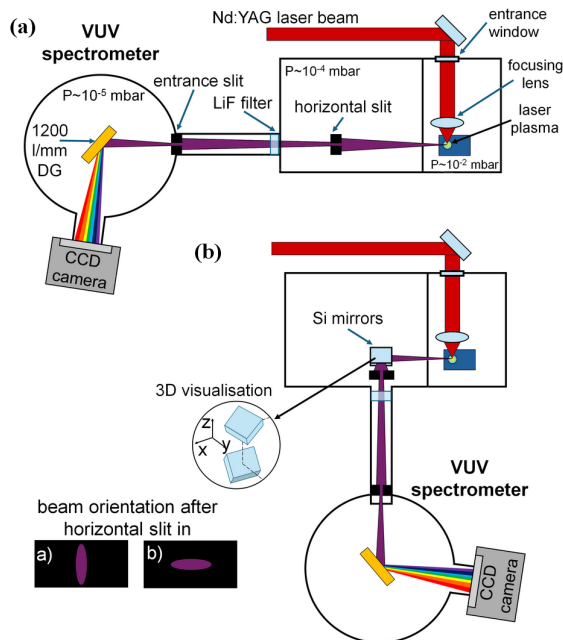 (a)
Nd:YAG laser beam
entrance
window
VUV
spectrometer
P~10⁻⁵ mbar
entrance slit
LiF filter
P~10⁻⁴ mbar
horizontal slit
focusing
lens
laser
plasma
1200
l/mm
DG
P~10⁻² mbar
CCD
camera
(b)
Si mirrors
3D visualisation
z
x
y
VUV
spectrometer
beam orientation after
horizontal slit in
a)
b)
CCD
camera